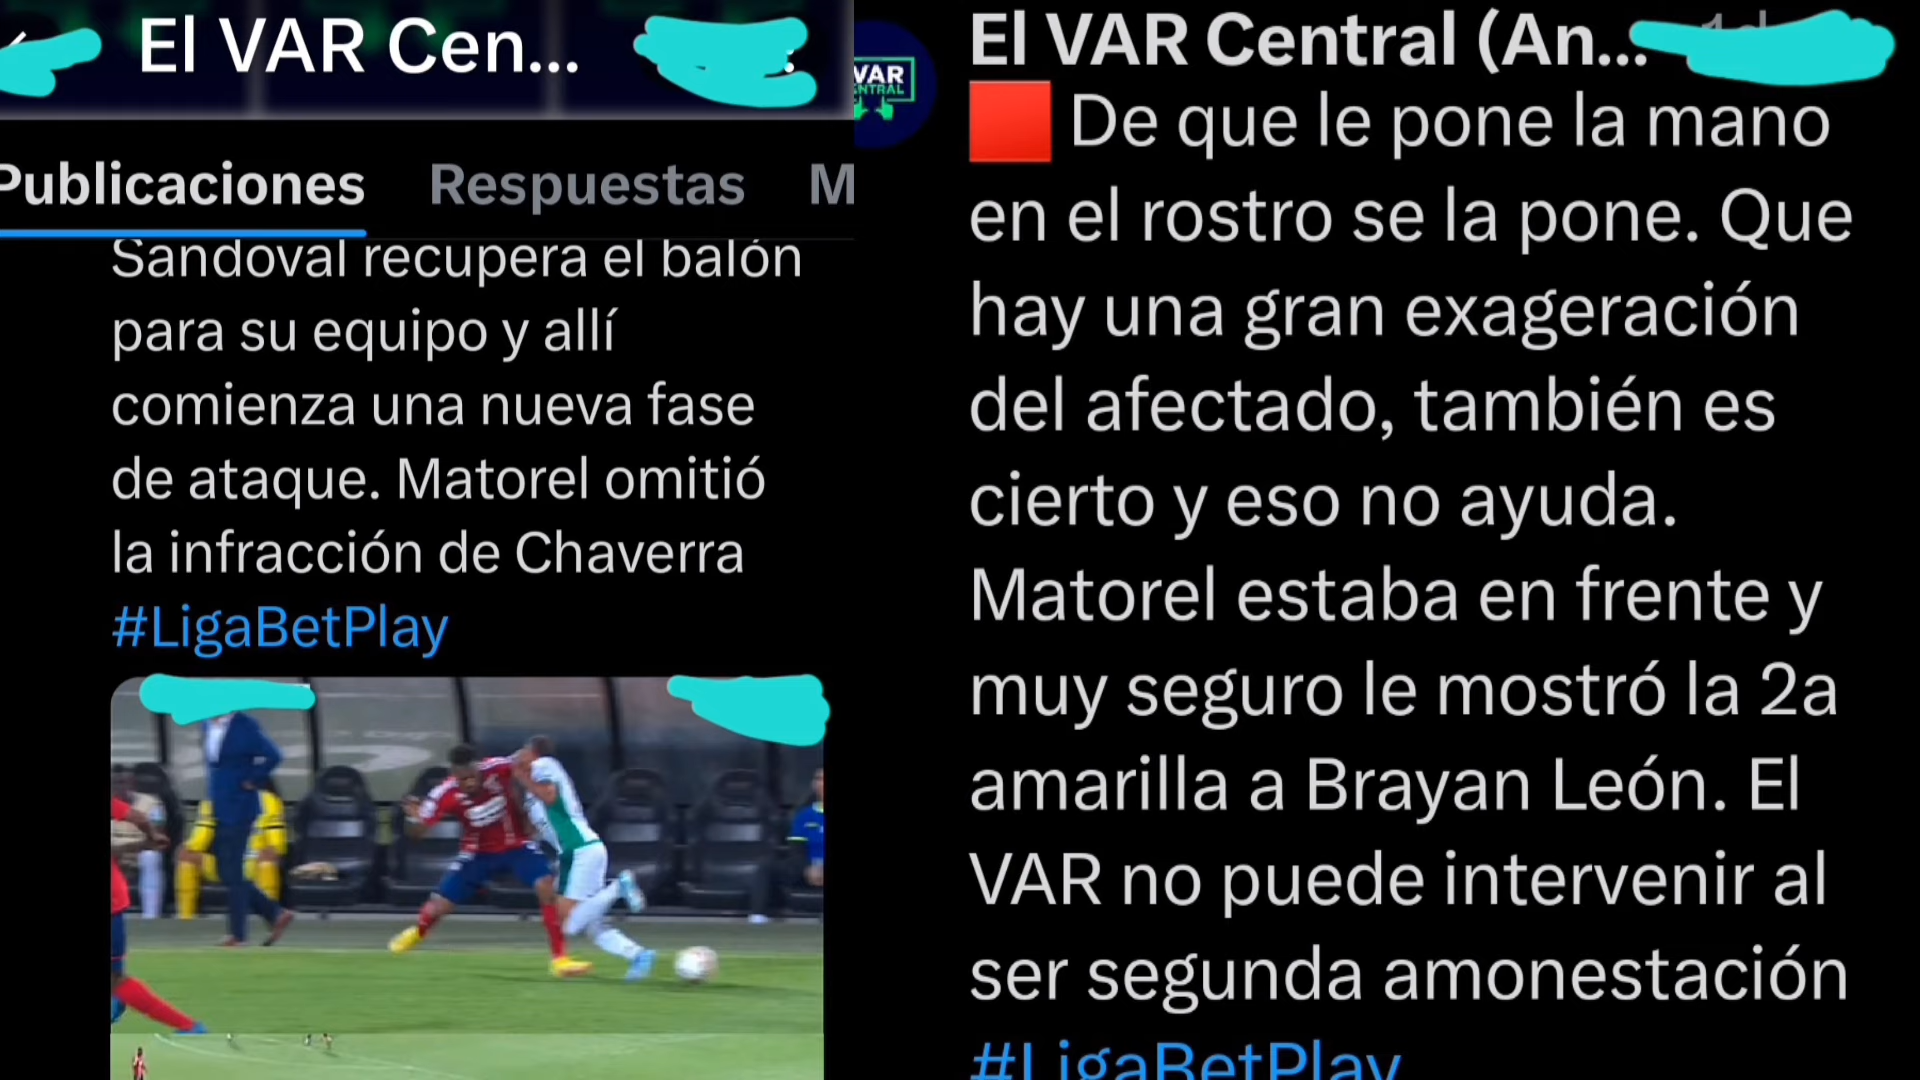 El VAR Cen...
Publicaciones Respuestas M
Sandoval recupera el balón
para su equipo y allí
comienza una nueva fase
de ataque. Matorel omitió
la infracción de Chaverra
#LigaBetPlay
VAR
El VAR Central (An...
🟥 De que le pone la mano
en el rostro se la pone. Que
hay una gran exageración
del afectado, también es
cierto y eso no ayuda.
Matorel estaba en frente y
muy seguro le mostró la 2a
amarilla a Brayan León. El
VAR no puede intervenir al
ser segunda amonestación
#LigaBetPlay